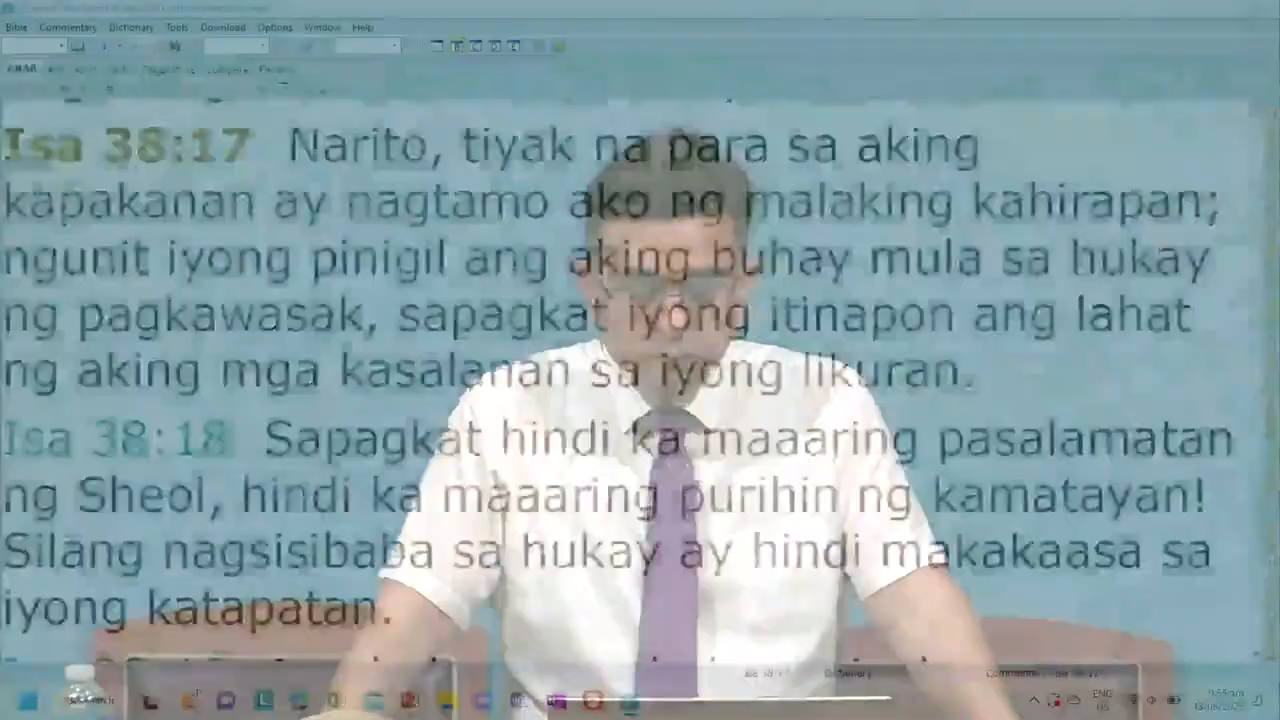 Bible Commentary Dictionary Tools Download Options Window Help
Isa 38:17 Narito, tiyak na para sa aking
kapakanan ay nagtamo ako ng malaking kahirapan;
ngunit iyong pinigil ang aking buhay mula sa hukay
ng pagkawasak, sapagkat iyong itinapon ang lahat
ng aking mga kasalanan sa iyong likuran.
Isa 38:18 Sapagkat hindi ka maaaring pasalamatan
ng Sheol, hindi ka maaaring purihin ng kamatayan!
Silang nagsisibaba sa hukay ay hindi makakaasa sa
iyong katapatan.
Dictionary
ENG